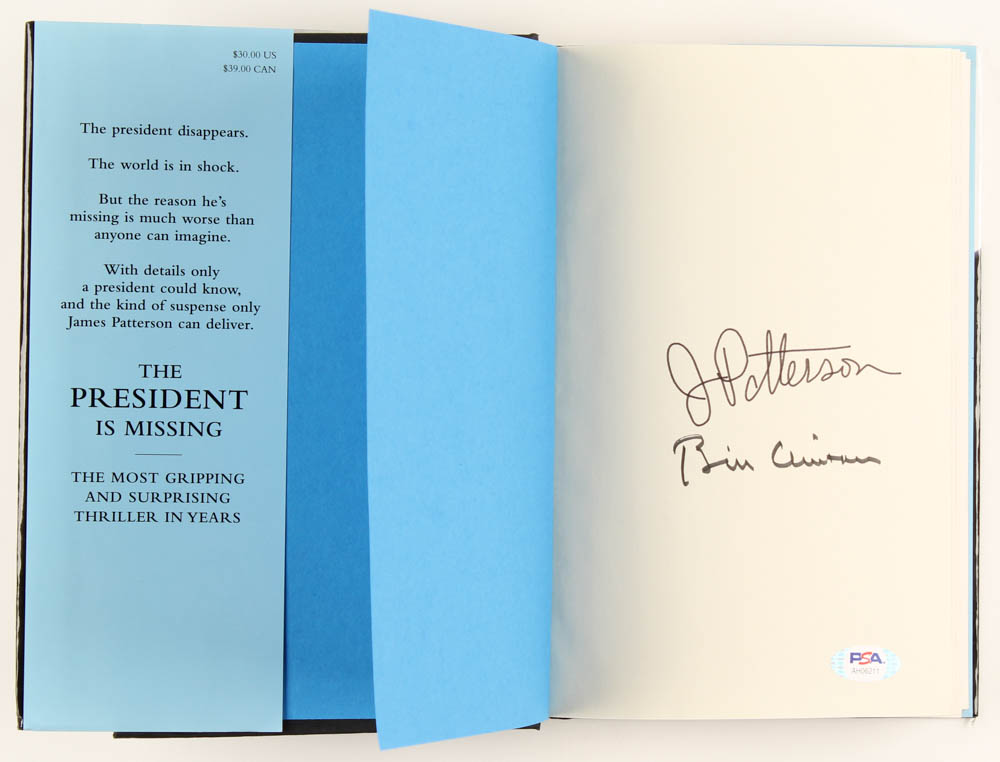 $30.00 US
$39.00 CAN
The president disappears.
The world is in shock.
But the reason he's
missing is much worse than
anyone can imagine.
With details only
a president could know,
and the kind of suspense only
James Patterson can deliver.
THE
PRESIDENT
IS MISSING
THE MOST GRIPPING
AND SURPRISING
THRILLER IN YEARS
J Patterson
Bill Clinton
PSA
AH06211